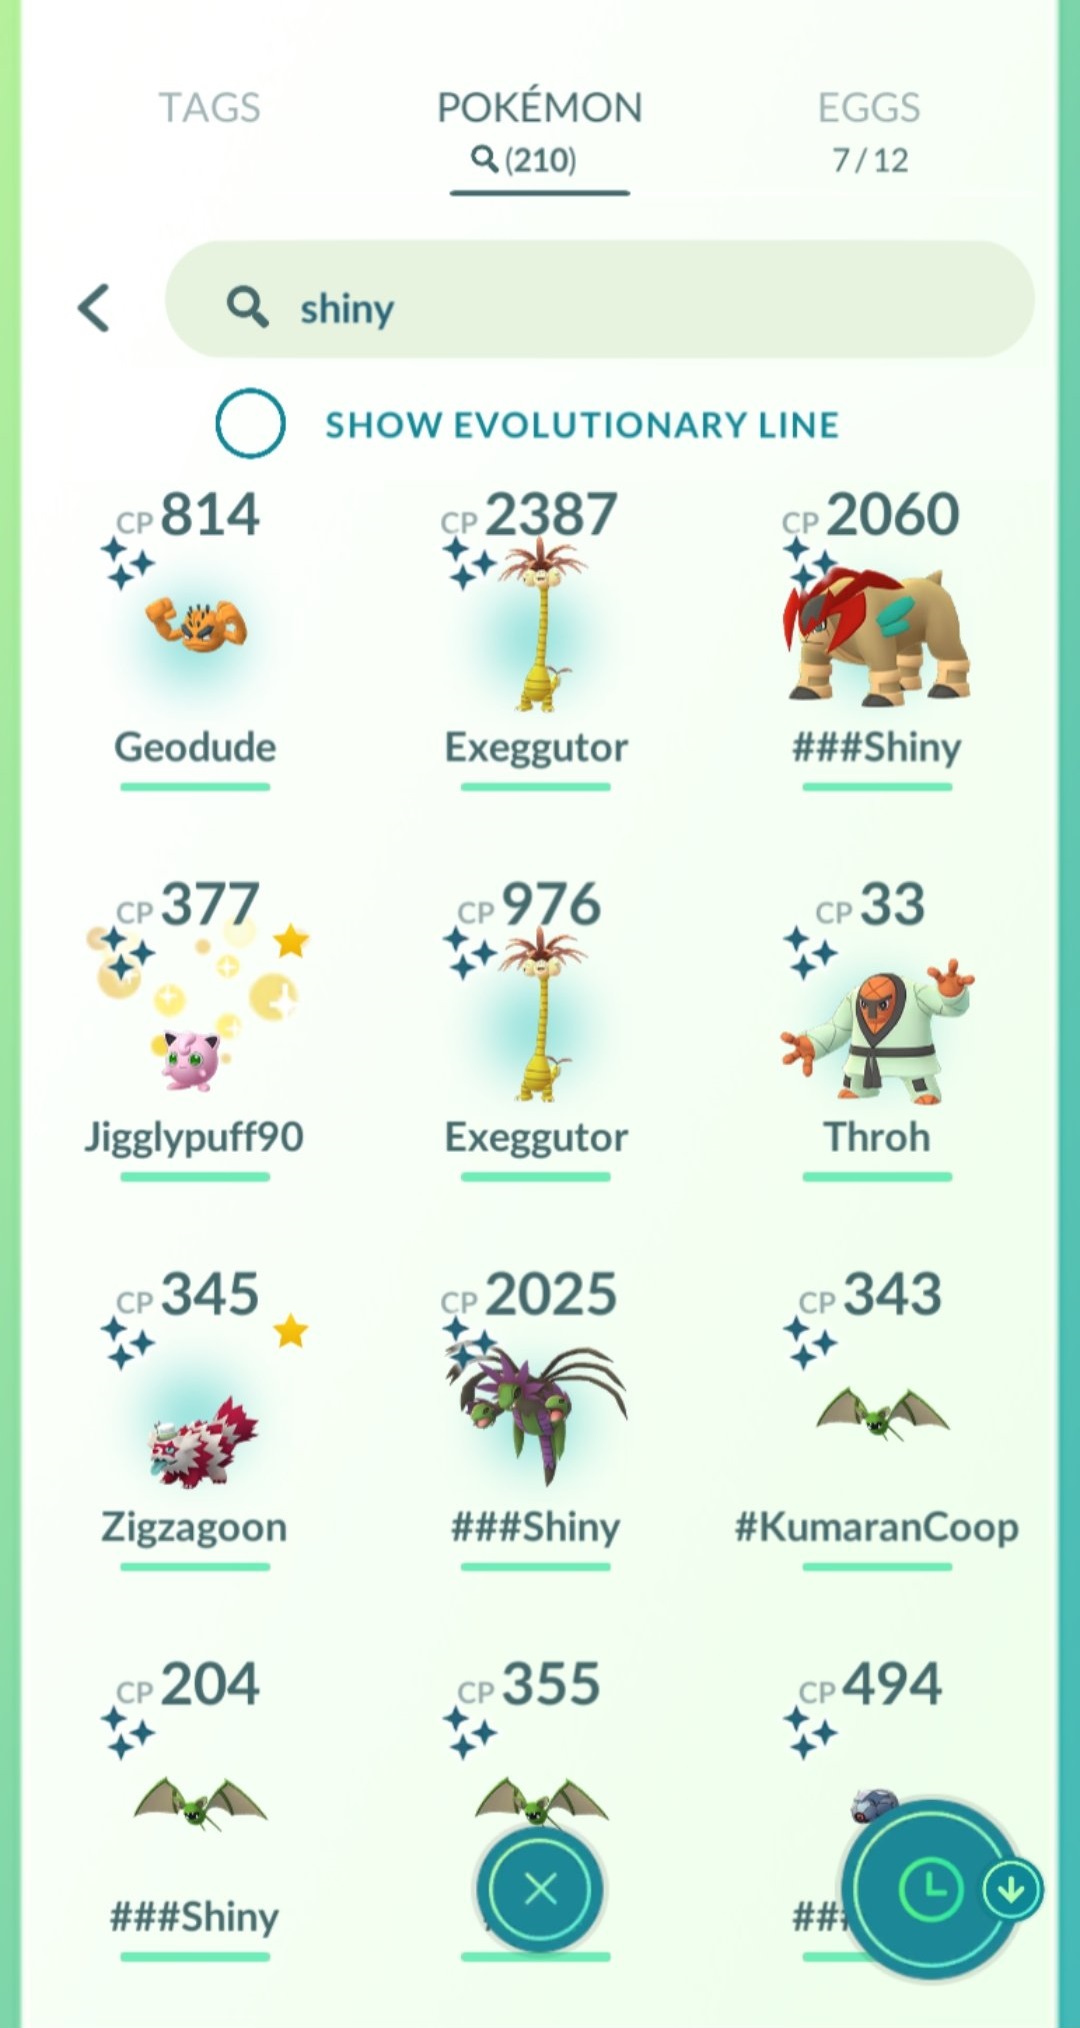 TAGS
POKÉMON
EGGS
(210)
7 / 12
shiny
SHOW EVOLUTIONARY LINE
CP 814
CP 2387
CP 2060
Geodude
Exeggutor
###Shiny
CP 377
CP 976
CP 33
Jigglypuff90
Exeggutor
Throh
CP 345
CP 2025
CP 343
Zigzagoon
###Shiny
#KumaranCoop
CP 204
CP 355
CP 494
###Shiny